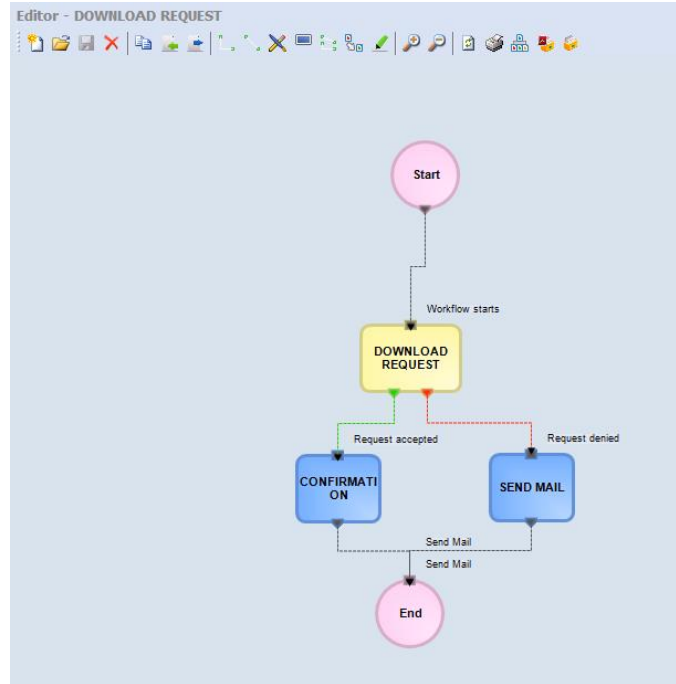 Editor - DOWNLOAD REQUEST
Start
Workflow starts
DOWNLOAD
REQUEST
Request accepted
Request denied
CONFIRMATI
ON
SEND MAIL
Send Mail
Send Mail
End